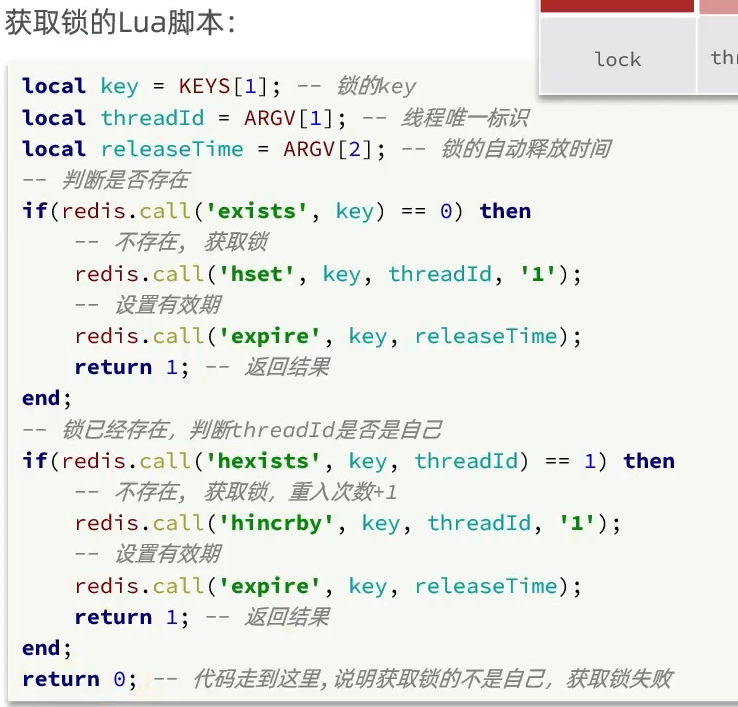 获取锁的Lua脚本：
lock
local key = KEYS[1]; -- 锁的key
local threadId = ARGV[1]; -- 线程唯一标识
local releaseTime = ARGV[2]; -- 锁的自动释放时间
-- 判断是否存在
if(redis.call('exists', key) == 0) then
    -- 不存在, 获取锁
    redis.call('hset', key, threadId, '1');
    -- 设置有效期
    redis.call('expire', key, releaseTime);
    return 1; -- 返回结果
end;
-- 锁已经存在，判断threadId是否是自己
if(redis.call('hexists', key, threadId) == 1) then
    -- 不存在, 获取锁，重入次数+1
    redis.call('hincrby', key, threadId, '1');
    -- 设置有效期
    redis.call('expire', key, releaseTime);
    return 1; -- 返回结果
end;
return 0; -- 代码走到这里,说明获取锁的不是自己，获取锁失败